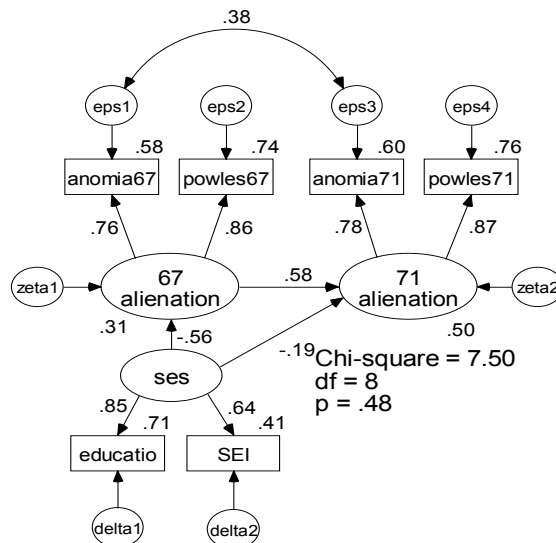 .38
eps1 eps2 eps3 eps4
.58 .74 .60 .76
anomia67 powles67 anomia71 powles71
.76 .86 .78 .87
zeta1 67 alienation .58 71 alienation zeta2
.31 .50
-.56 -.19
ses
Chi-square = 7.50
df = 8
p = .48
.85 .71 .64 .41
educatio SEI
delta1 delta2